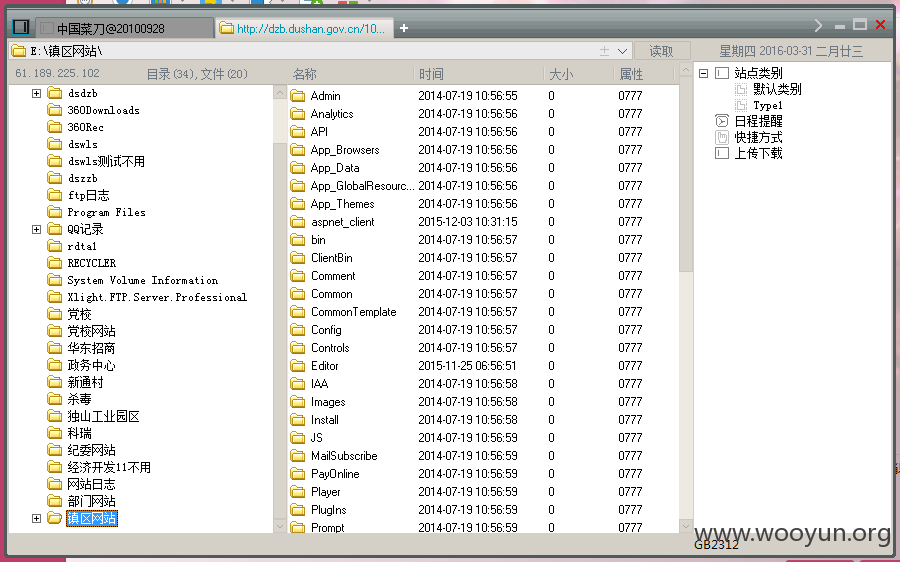 中国菜刀@20100928
http://dzb.dushan.gov.cn/10...
E:\镇区网站\
读取
星期四 2016-03-31 二月廿三
61.189.225.102
目录(34),文件(20)
名称 时间 大小 属性
dsdzb
360Downloads
360Rec
dswls
dswls测试不用
dszzb
ftp日志
Program Files
QQ记录
rdta1
RECYCLER
System Volume Information
Xlight.FTP.Server.Professional
党校
党校网站
华东招商
政务中心
新通村
杀毒
独山工业园区
科瑞
纪委网站
经济开发11不用
网站日志
部门网站
镇区网站
Admin 2014-07-19 10:56:55 0 0777
Analytics 2014-07-19 10:56:56 0 0777
API 2014-07-19 10:56:56 0 0777
App_Browsers 2014-07-19 10:56:56 0 0777
App_Data 2014-07-19 10:56:56 0 0777
App_GlobalResourc... 2014-07-19 10:56:56 0 0777
App_Themes 2014-07-19 10:56:56 0 0777
aspnet_client 2015-12-03 10:31:15 0 0777
bin 2014-07-19 10:56:57 0 0777
ClientBin 2014-07-19 10:56:57 0 0777
Comment 2014-07-19 10:56:57 0 0777
Common 2014-07-19 10:56:57 0 0777
CommonTemplate 2014-07-19 10:56:57 0 0777
Config 2014-07-19 10:56:57 0 0777
Controls 2014-07-19 10:56:57 0 0777
Editor 2015-11-25 06:56:51 0 0777
IAA 2014-07-19 10:56:58 0 0777
Images 2014-07-19 10:56:58 0 0777
Install 2014-07-19 10:56:58 0 0777
JS 2014-07-19 10:56:59 0 0777
MailSubscribe 2014-07-19 10:56:59 0 0777
PayOnline 2014-07-19 10:56:59 0 0777
Player 2014-07-19 10:56:59 0 0777
PlugIns 2014-07-19 10:56:59 0 0777
Prompt 2014-07-19 10:56:59 0 0777
站点类别
默认类别
Type1
日程提醒
快捷方式
上传下载
www.wooyun.org
GB2312